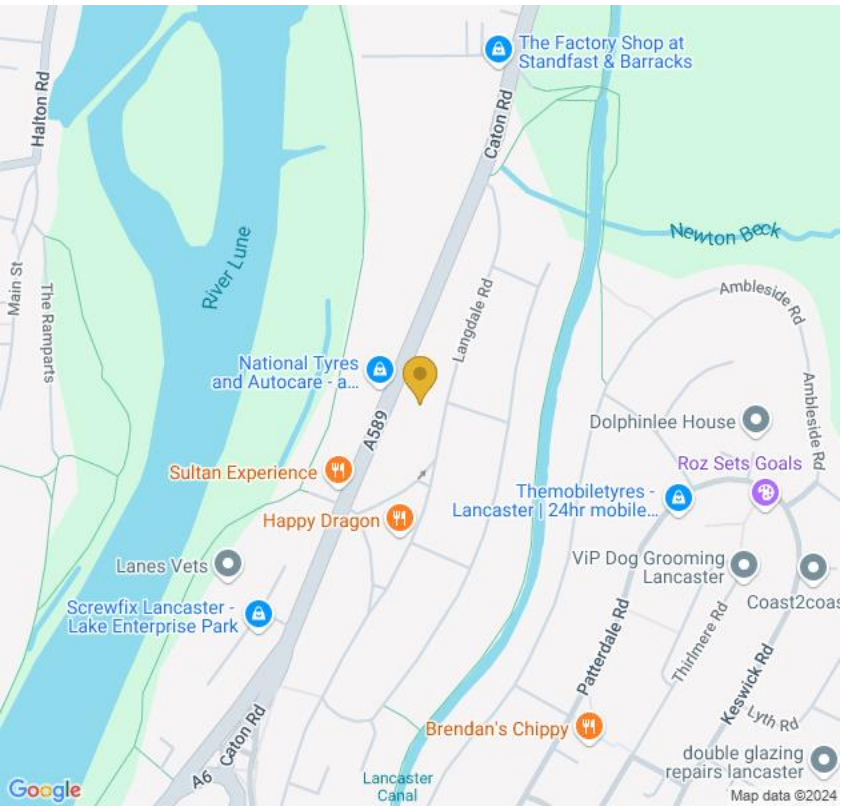 The Factory Shop at
Standfast & Barracks
Halton Rd
Caton Rd
River Lune
Newton Beck
Main St
The Ramparts
Langdale Rd
Ambleside Rd
Ambleside Rd
National Tyres
and Autocare - a...
A589
Dolphinlee House
Sultan Experience
Roz Sets Goals
Happy Dragon
Themobiletyres -
Lancaster | 24hr mobile...
Lanes Vets
ViP Dog Grooming
Lancaster
Screwfix Lancaster -
Lake Enterprise Park
Coast2coas
Patterdale Rd
Thirlmere Rd
Keswick Rd
Lyth Rd
Brendan's Chippy
A6
Caton Rd
Lancaster
Canal
double glazing
repairs lancaster
Google
Map data ©2024